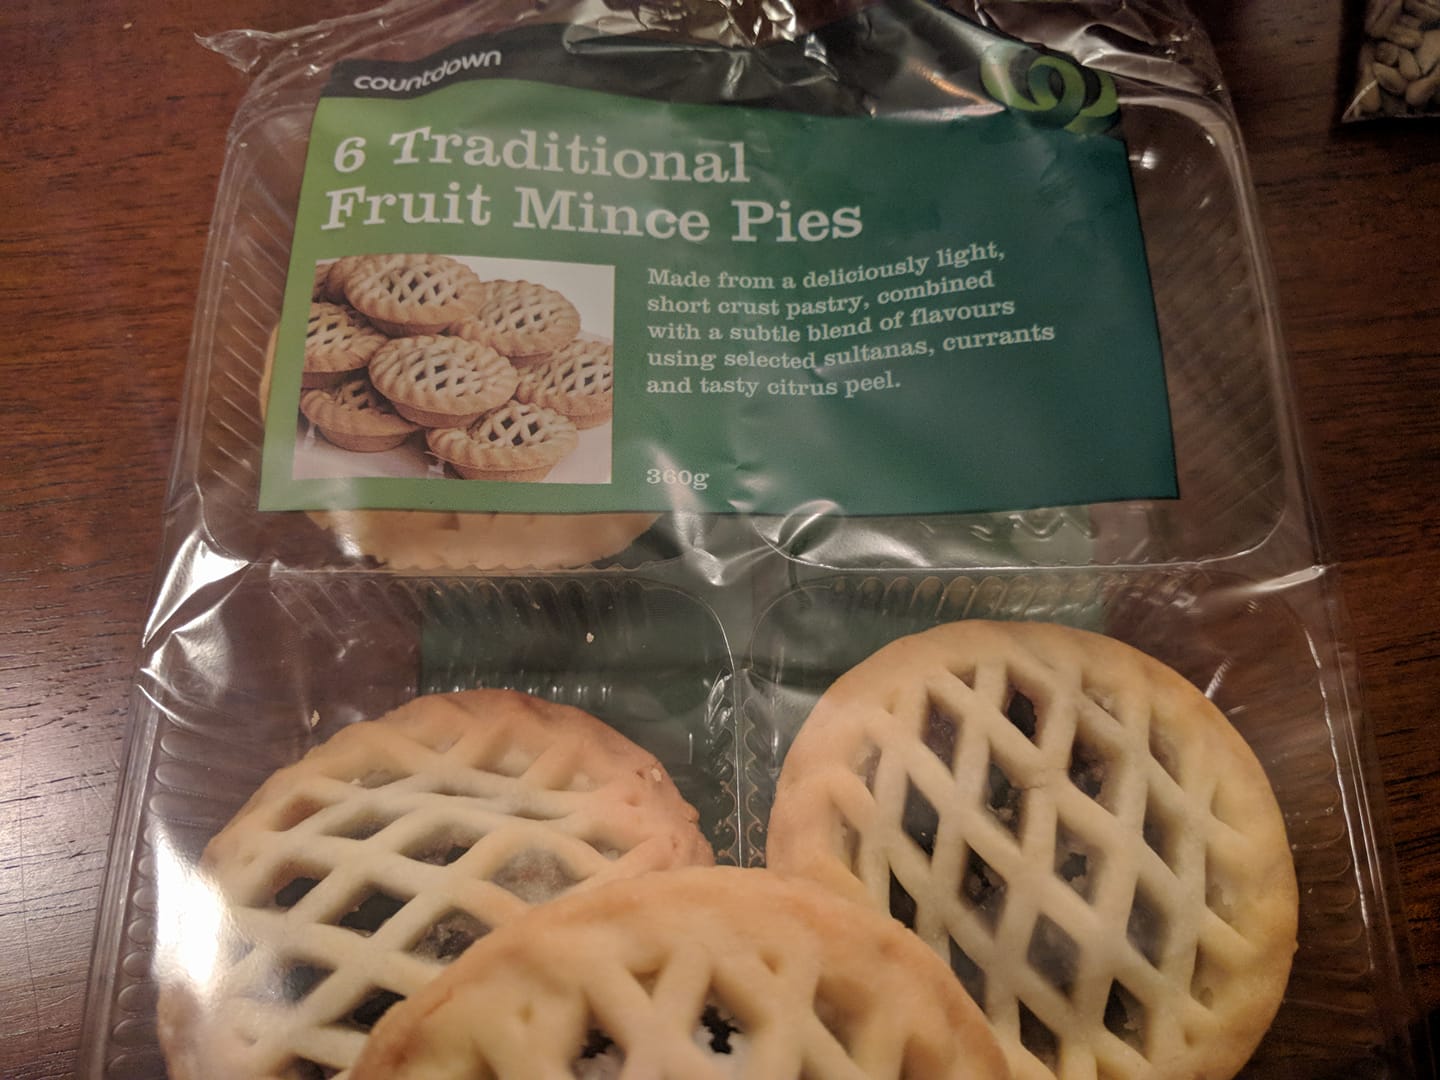 countdown
6 Traditional
Fruit Mince Pies
Made from a deliciously light,
short crust pastry, combined
with a subtle blend of flavours
using selected sultanas, currants
and tasty citrus peel.
360g